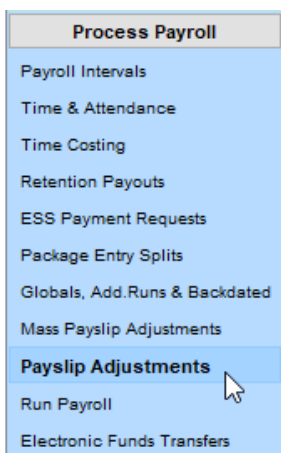 Process Payroll
Payroll Intervals
Time & Attendance
Time Costing
Retention Payouts
ESS Payment Requests
Package Entry Splits
Globals, Add.Runs & Backdated
Mass Payslip Adjustments
Payslip Adjustments
Run Payroll
Electronic Funds Transfers